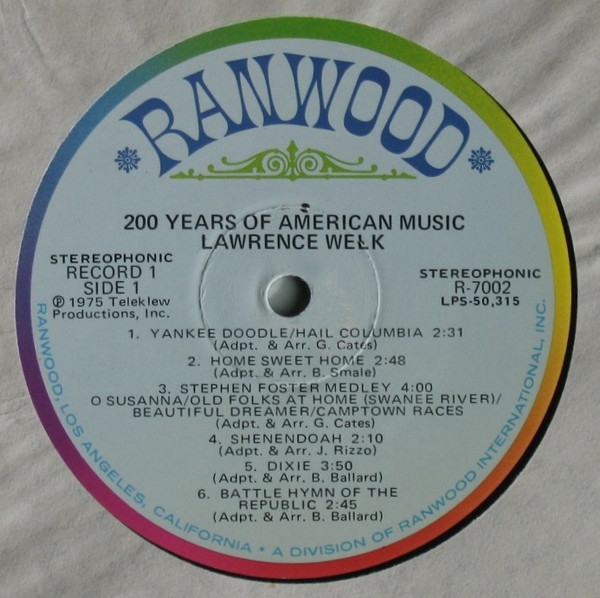 RANWOOD
200 YEARS OF AMERICAN MUSIC
LAWRENCE WELK
STEREOPHONIC
RECORD 1
SIDE 1
℗ 1975 Teleklew
Productions, Inc.
STEREOPHONIC
R-7002
LPS-50,315
1. YANKEE DOODLE/HAIL COLUMBIA 2:31
(Adpt. & Arr. G. Cates)
2. HOME SWEET HOME 2:48
(Adpt. & Arr. B. Smale)
3. STEPHEN FOSTER MEDLEY 4:00
O SUSANNA/OLD FOLKS AT HOME (SWANEE RIVER)/
BEAUTIFUL DREAMER/CAMPTOWN RACES
(Adpt. & Arr. G. Cates)
4. SHENENDOAH 2:10
(Adpt. & Arr. J. Rizzo)
5. DIXIE 3:50
(Adpt. & Arr. B. Ballard)
6. BATTLE HYMN OF THE
REPUBLIC 2:45
(Adpt. & Arr. B. Ballard)
RANWOOD, LOS ANGELES, CALIFORNIA • A DIVISION OF RANWOOD INTERNATIONAL, INC.